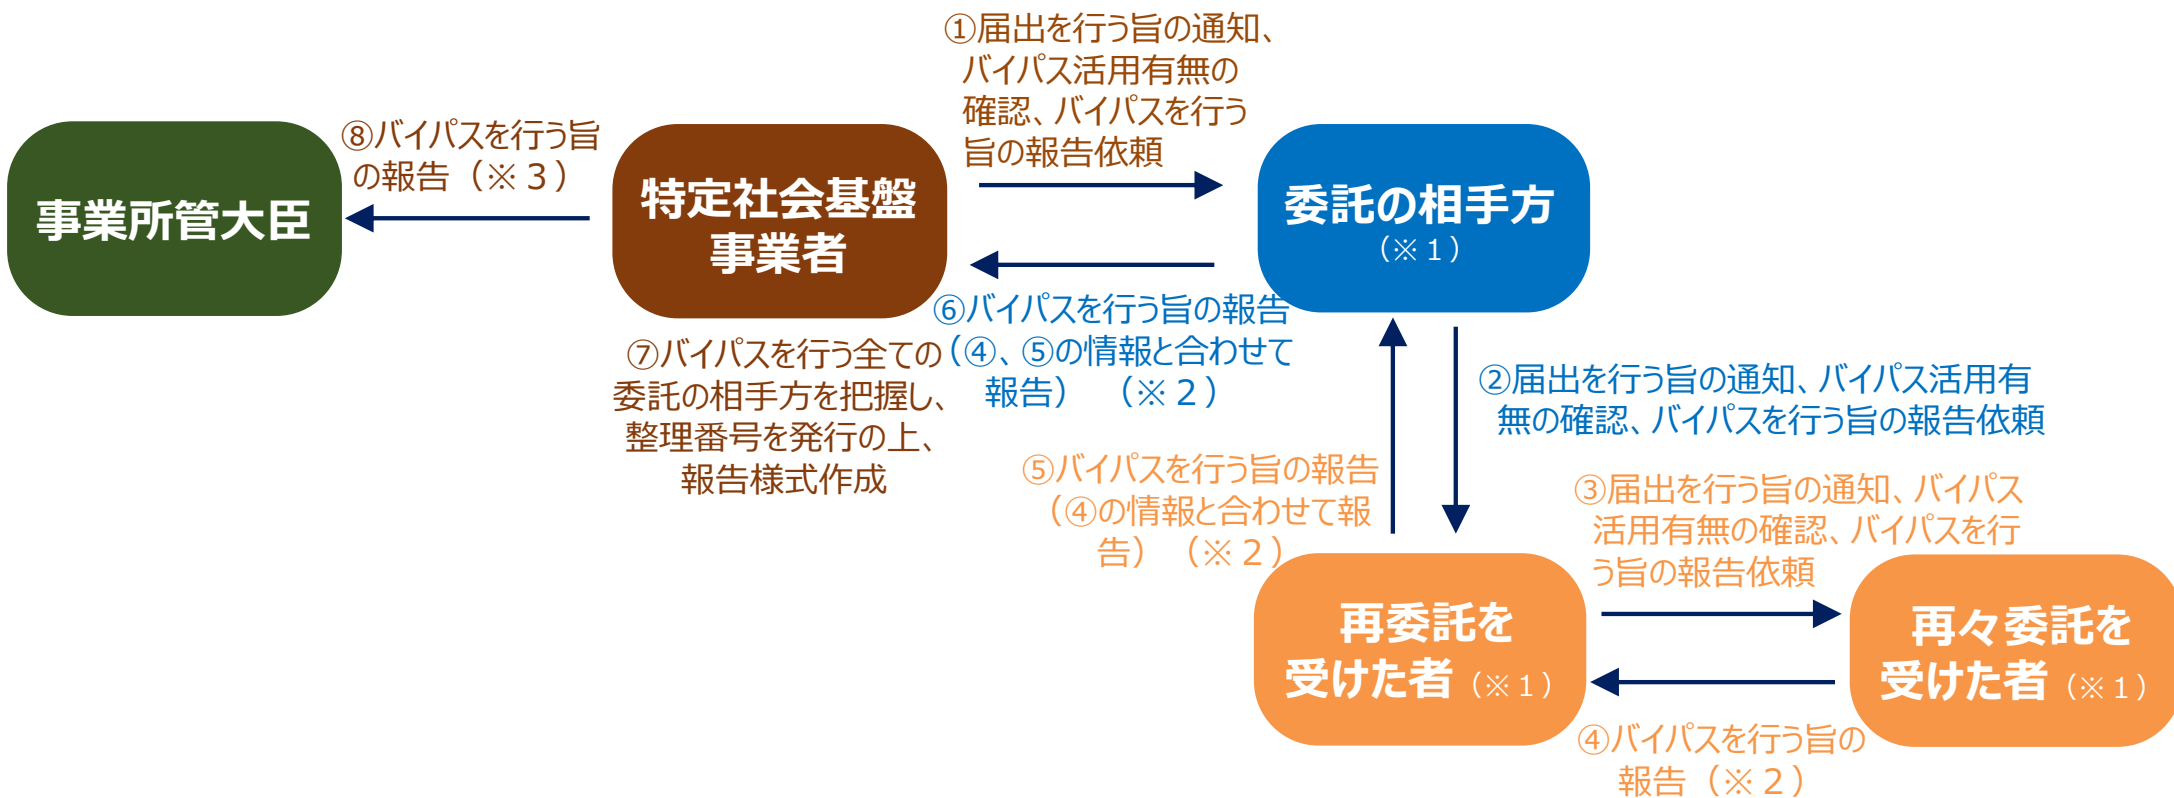 ①届出を行う旨の通知、
バイパス活用有無の
確認、バイパスを行う
旨の報告依頼
⑧バイパスを行う旨
の報告（※３）
事業所管大臣
特定社会基盤
事業者
委託の相手方
（※１）
⑥バイパスを行う旨の報告
（④、⑤の情報と合わせて
報告）　（※２）
⑦バイパスを行う全ての
委託の相手方を把握し、
整理番号を発行の上、
報告様式作成
②届出を行う旨の通知、バイパス活用有
無の確認、バイパスを行う旨の報告依頼
⑤バイパスを行う旨の報告
（④の情報と合わせて報
告）（※２）
③届出を行う旨の通知、バイパス
活用有無の確認、バイパスを行
う旨の報告依頼
再委託を
受けた者（※１）
再々委託を
受けた者（※１）
④バイパスを行う旨の
報告（※２）